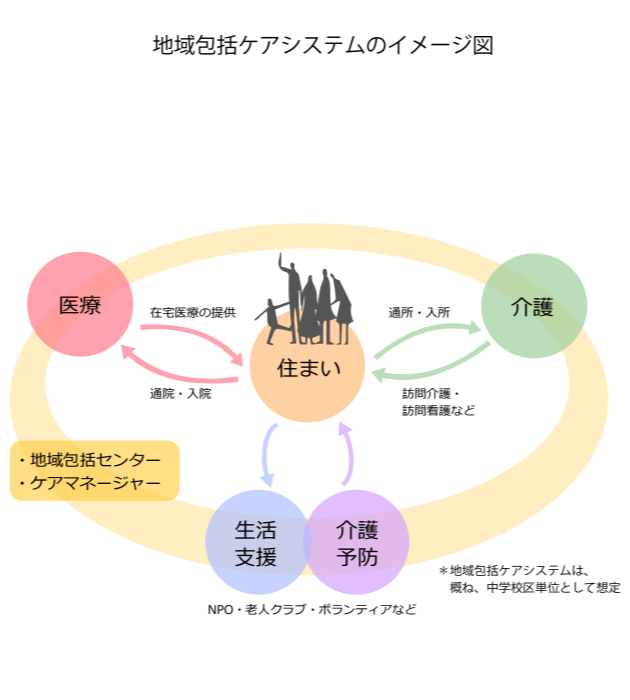 地域包括ケアシステムのイメージ図
医療
在宅医療の提供
通所・入所
介護
住まい
通院・入院
訪問介護・
訪問看護など
・地域包括センター
・ケアマネージャー
生活
支援
介護
予防
＊地域包括ケアシステムは、
概ね、中学校区単位として想定
NPO・老人クラブ・ボランティアなど